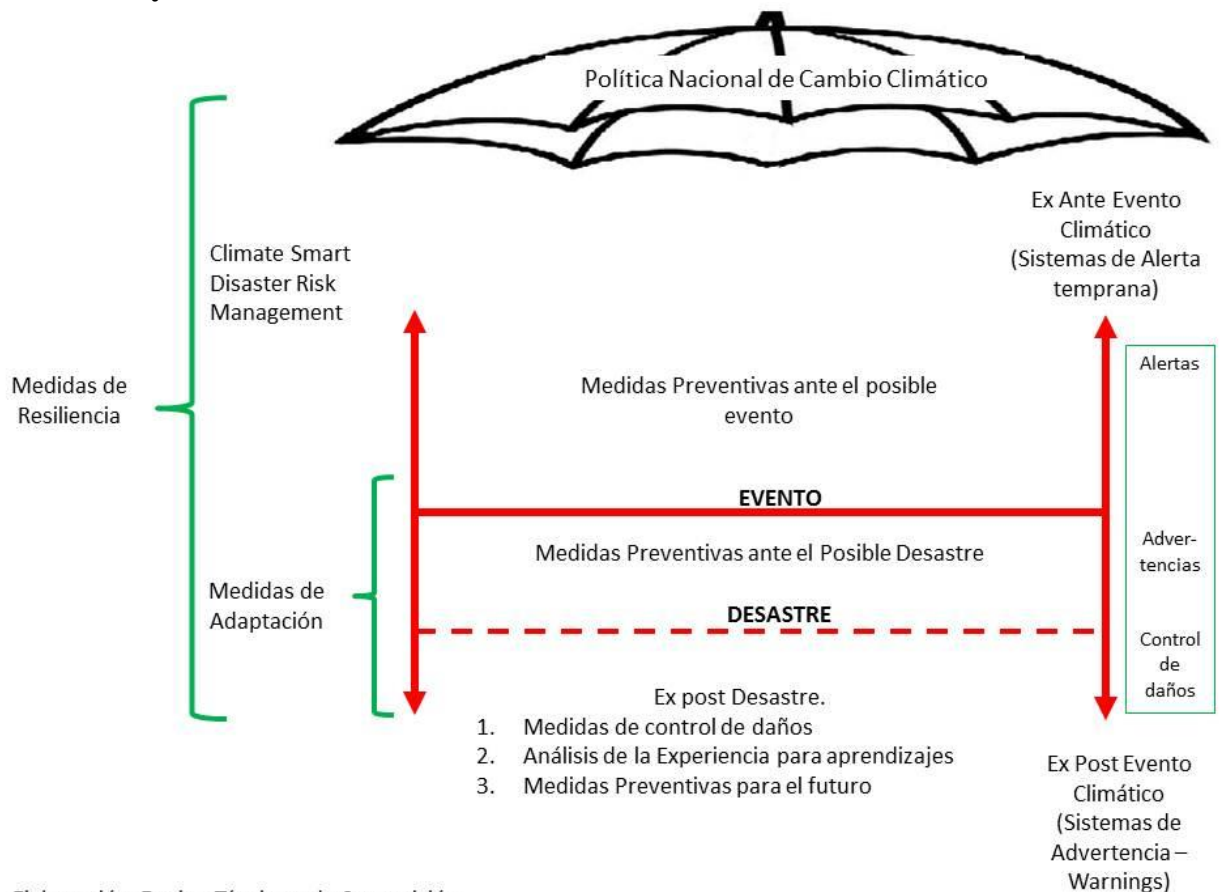 Política Nacional de Cambio Climático
Ex Ante Evento
Climático
(Sistemas de Alerta
temprana)
Climate Smart
Disaster Risk
Management
Medidas de
Resiliencia
Medidas Preventivas ante el posible
evento
Alertas
EVENTO
Medidas Preventivas ante el Posible Desastre
Adver-
tencias
Medidas de
Adaptación
DESASTRE
Control
de
daños
Ex post Desastre.
1. Medidas de control de daños
2. Análisis de la Experiencia para aprendizajes
3. Medidas Preventivas para el futuro
Ex Post Evento
Climático
(Sistemas de
Advertencia –
Warnings)